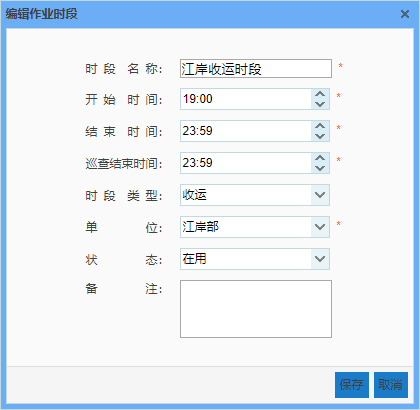 编辑作业时段
时段名称: 江岸收运时段 *
开始时间: 19:00 *
结束时间: 23:59 *
巡查结束时间: 23:59 *
时段类型: 收运
单位: 江岸部 *
状态: 在用
备注:
保存 取消